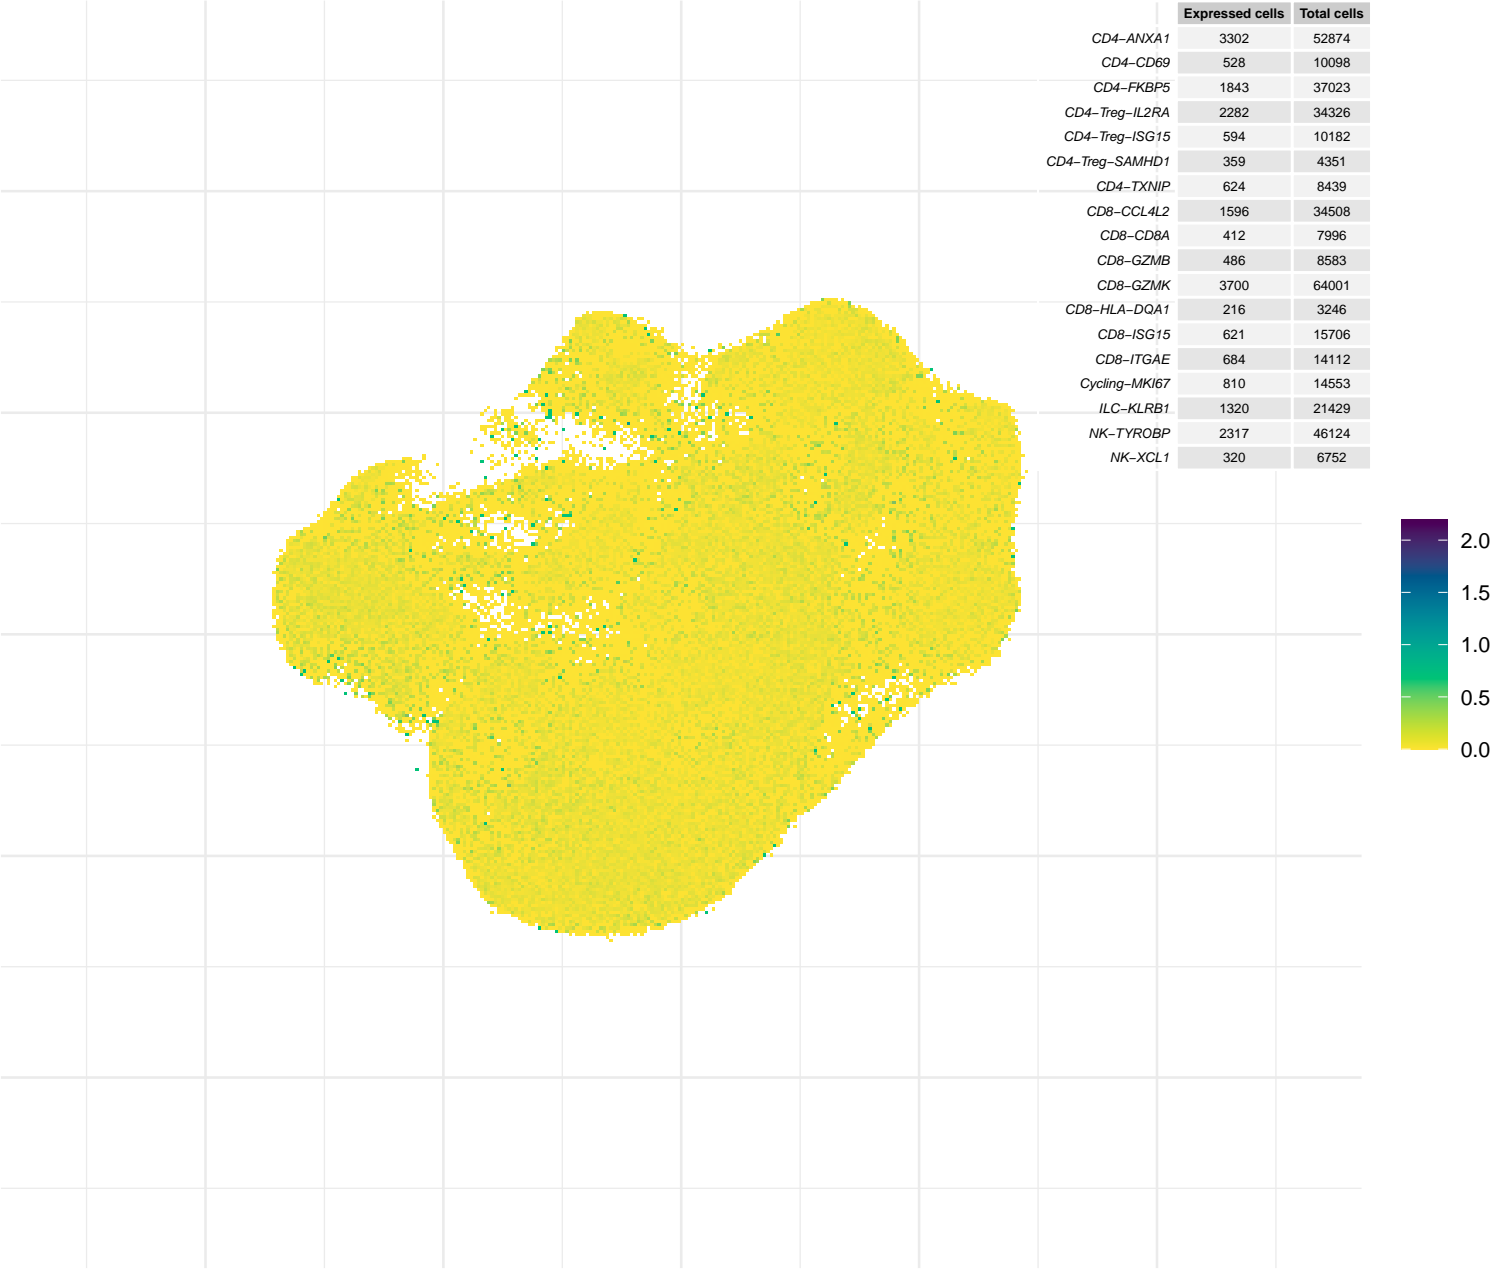 Expressed cells Total cells
CD4−ANXA1 3302 52874
CD4−CD69 528 10098
CD4−FKBP5 1843 37023
CD4−Treg−IL2RA 2282 34326
CD4−Treg−ISG15 594 10182
CD4−Treg−SAMHD1 359 4351
CD4−TXNIP 624 8439
CD8−CCL4L2 1596 34508
CD8−CD8A 412 7996
CD8−GZMB 486 8583
CD8−GZMK 3700 64001
CD8−HLA−DQA1 216 3246
CD8−ISG15 621 15706
CD8−ITGAE 684 14112
Cycling−MKI67 810 14553
ILC−KLRB1 1320 21429
NK−TYROBP 2317 46124
NK−XCL1 320 6752
2.0
1.5
1.0
0.5
0.0